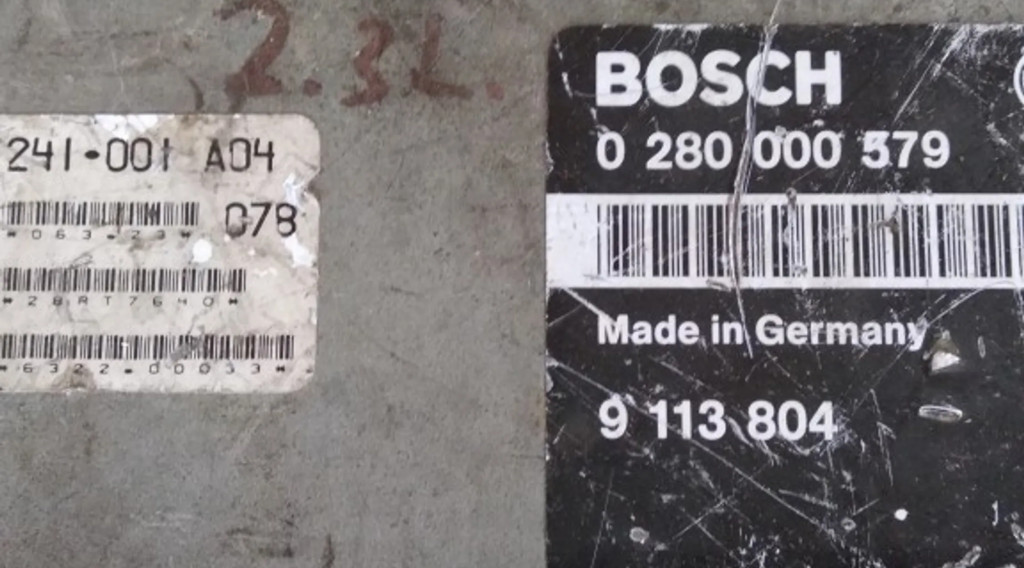 2.3L.
241-001 A04
078
*063.23*
*28RT7640*
*6322.00033*
BOSCH
0 280 000 579
Made in Germany
9 113 804